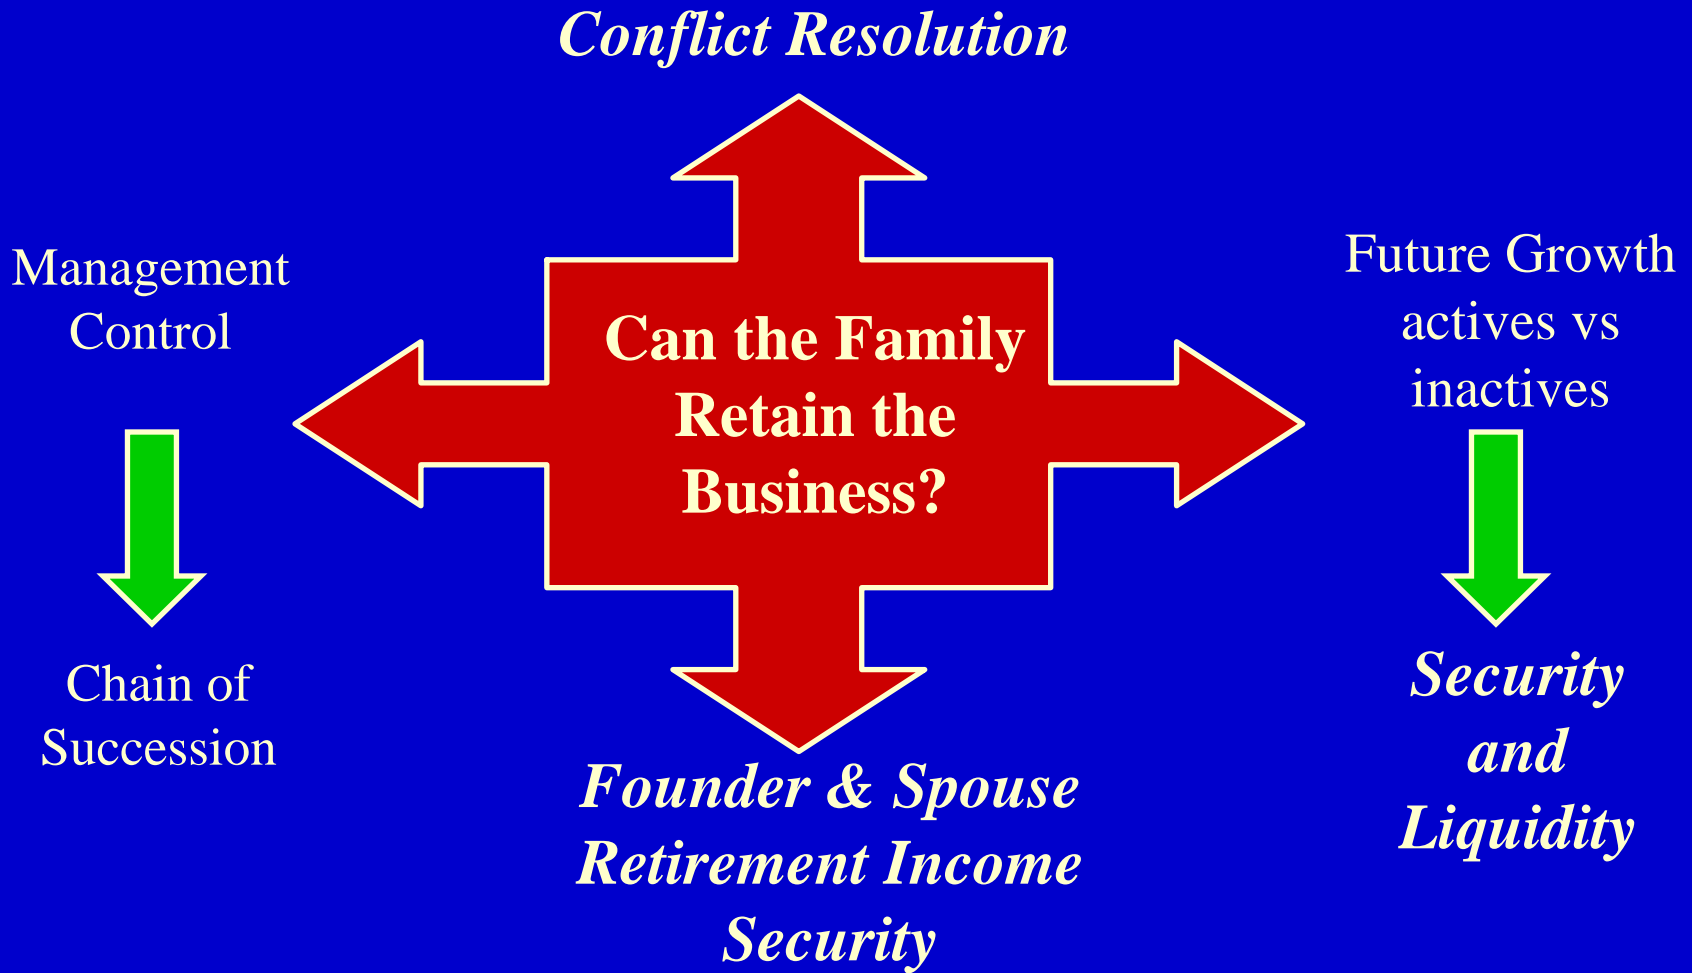 Conflict Resolution
Management
Control
Future Growth
actives vs
inactives
Can the Family
Retain the
Business?
Chain of
Succession
Security
and
Liquidity
Founder & Spouse
Retirement Income
Security